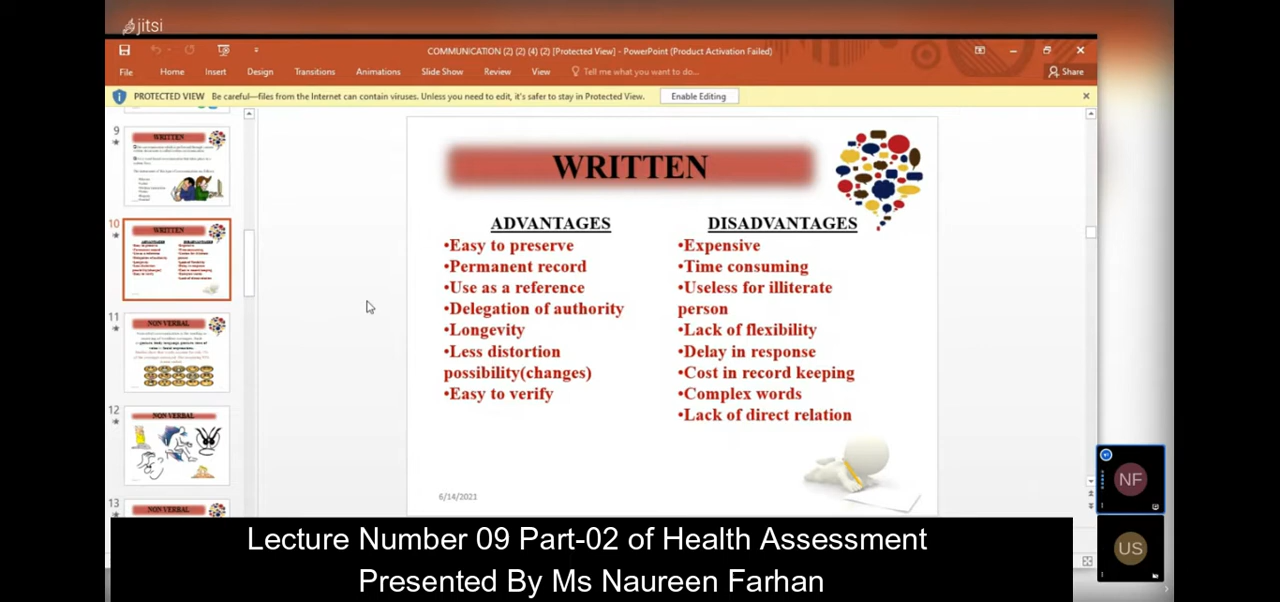 jitsi
COMMUNICATION (2) (2) (4) (2) [Protected View] - PowerPoint (Product Activation Failed)
File Home Insert Design Transitions Animations Slide Show Review View Tell me what you want to do... Share
PROTECTED VIEW Be careful—files from the Internet can contain viruses. Unless you need to edit, it's safer to stay in Protected View. Enable Editing
9
WRITTEN
10
WRITTEN
ADVANTAGES DISADVANTAGES
11
NON VERBAL
12
NON VERBAL
13
NON VERBAL
WRITTEN
ADVANTAGES
•Easy to preserve
•Permanent record
•Use as a reference
•Delegation of authority
•Longevity
•Less distortion
possibility(changes)
•Easy to verify
DISADVANTAGES
•Expensive
•Time consuming
•Useless for illiterate
person
•Lack of flexibility
•Delay in response
•Cost in record keeping
•Complex words
•Lack of direct relation
6/14/2021
NF
US
Lecture Number 09 Part-02 of Health Assessment
Presented By Ms Naureen Farhan